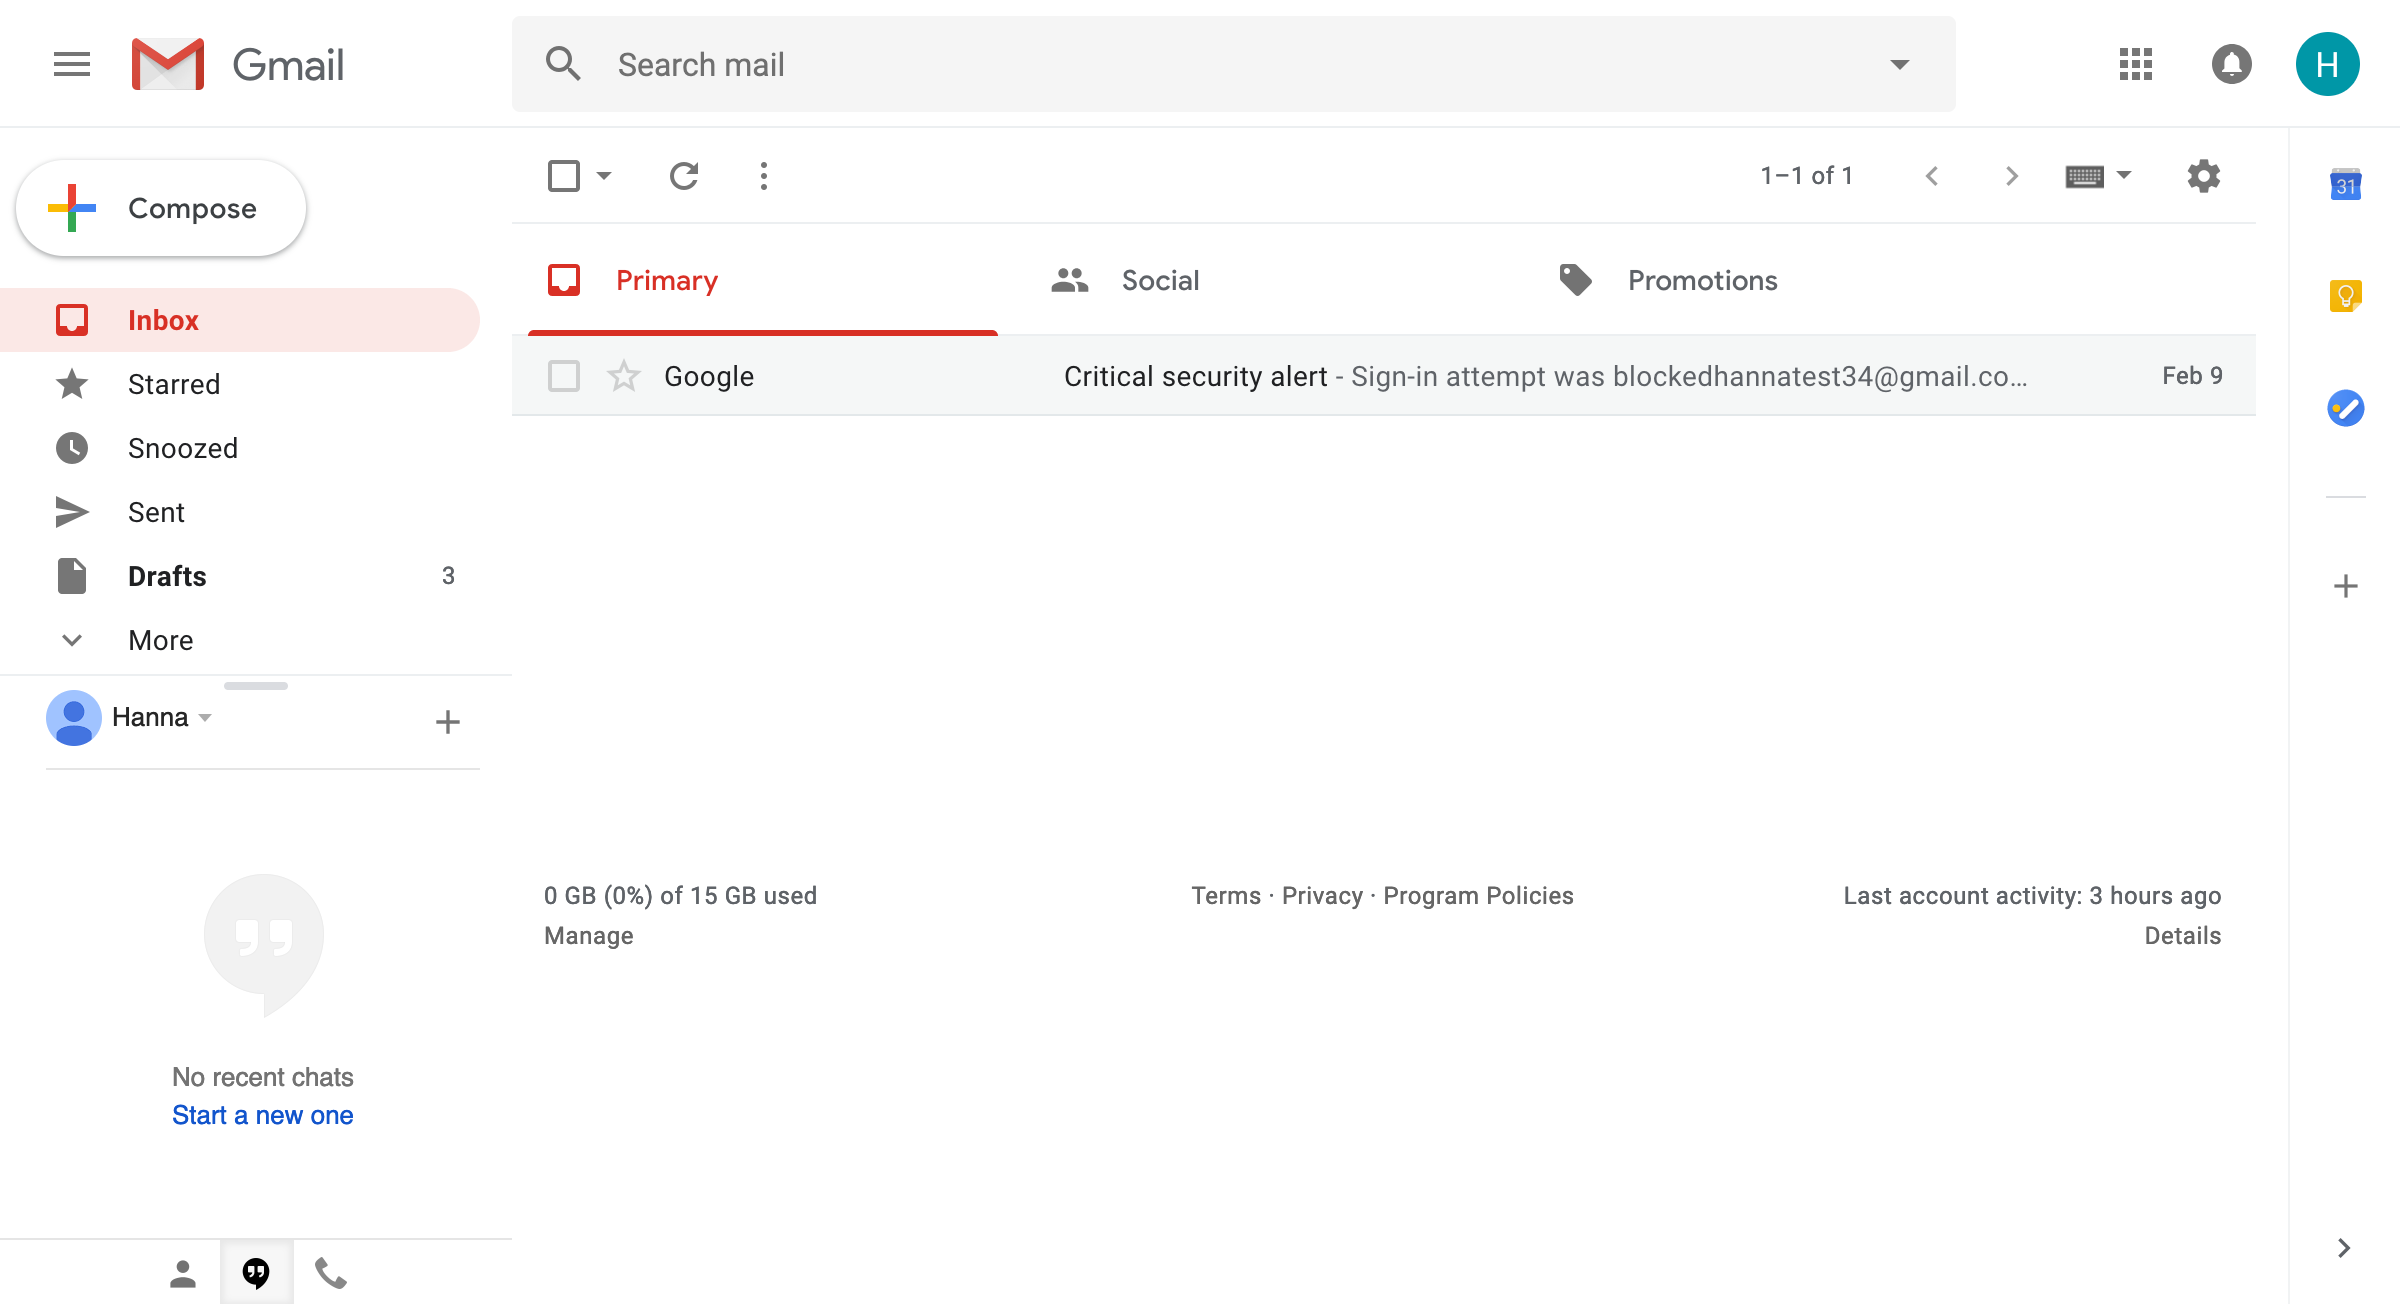 Gmail
Search mail
H
Compose
1–1 of 1
31
Primary
Social
Promotions
Inbox
Google
Critical security alert - Sign-in attempt was blockedhannatest34@gmail.co...
Feb 9
Starred
Snoozed
Sent
Drafts
3
More
Hanna
0 GB (0%) of 15 GB used
Manage
Terms · Privacy · Program Policies
Last account activity: 3 hours ago
Details
No recent chats
Start a new one